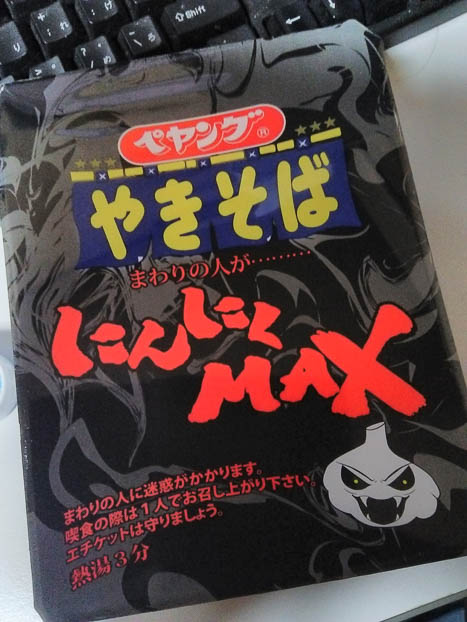 Shift
ペヤング®
やきそば
まわりの人が………
にんにく
MAX
まわりの人に迷惑がかかります。
喫食の際は1人でお召し上がり下さい。
エチケットは守りましょう。
熱湯3分